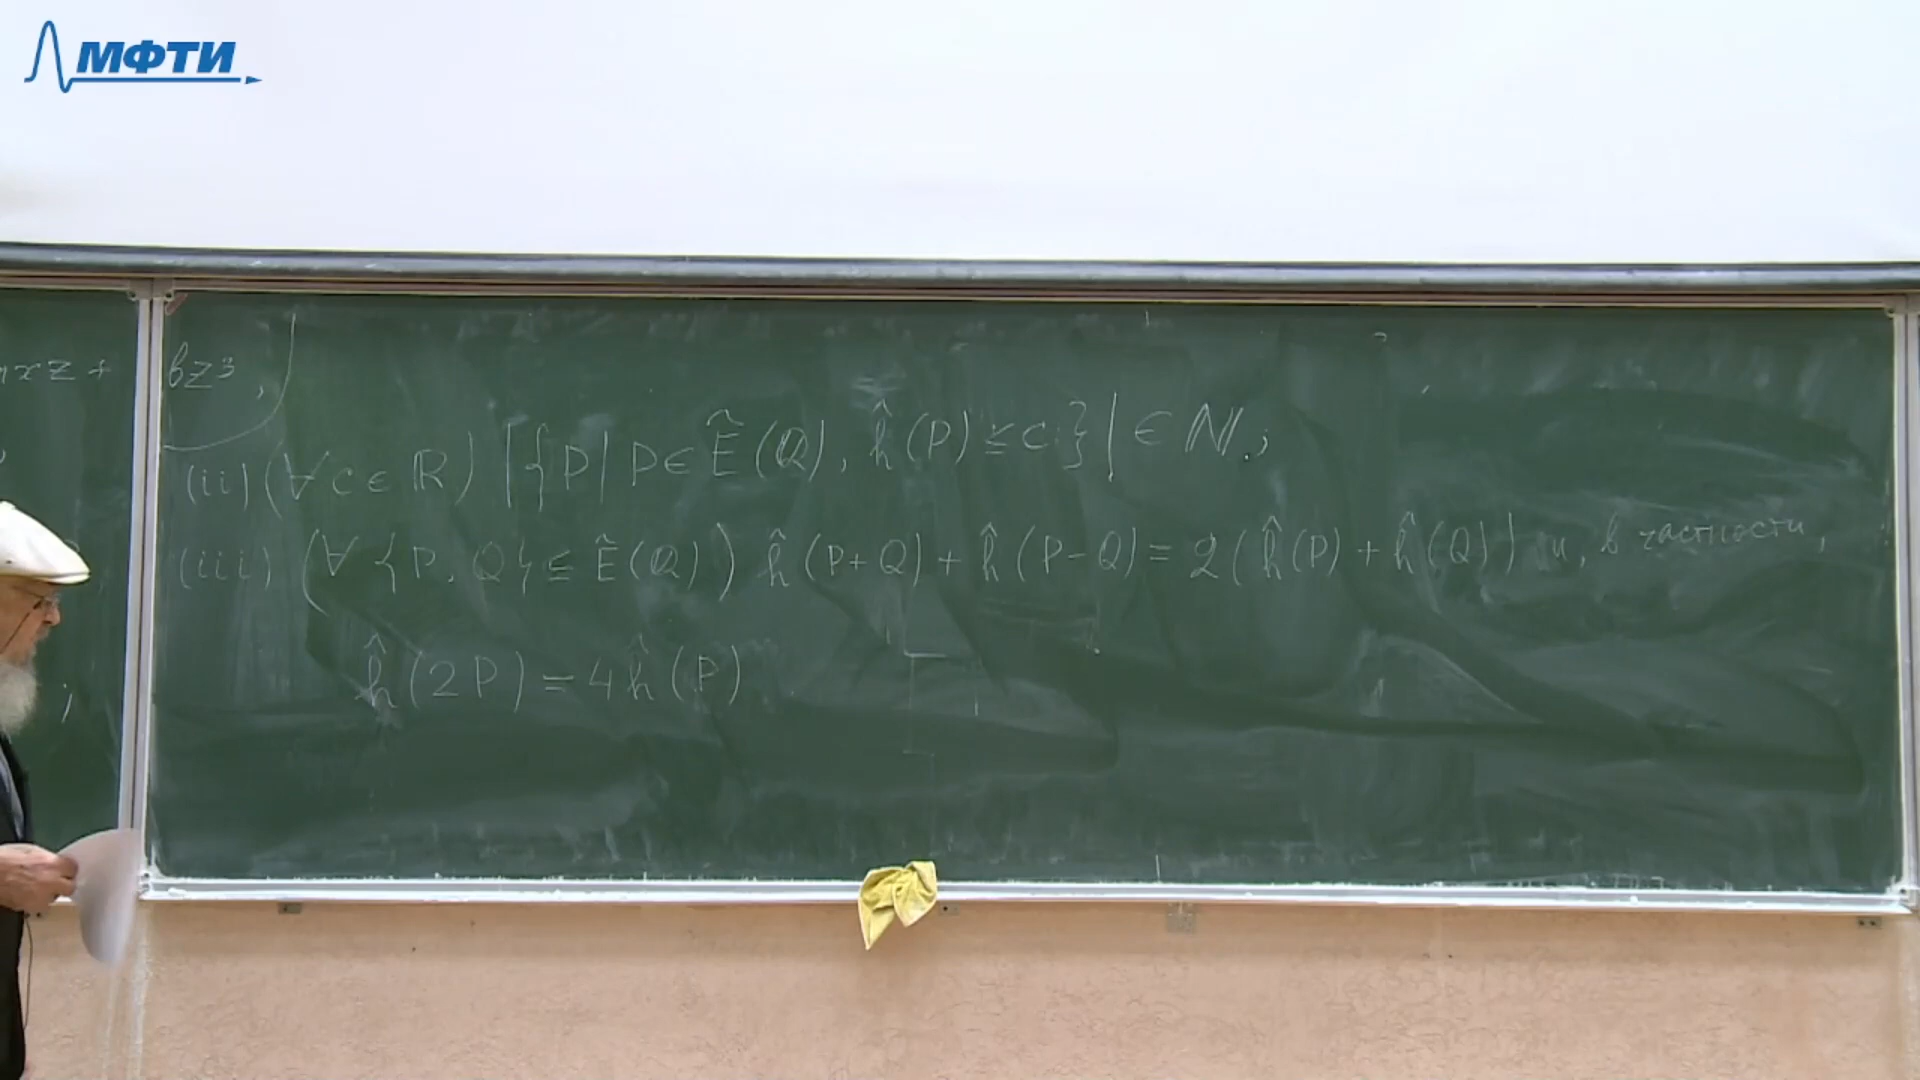 МФТИ
xz + bz³,
(ii) (∀ c ∈ ℝ) |{P | P ∈ Ẽ(ℚ), ĥ(P) ≤ c}| ∈ ℕ.;
(iii) (∀ {P, Q} ⊆ Ẽ(ℚ)) ĥ(P+Q) + ĥ(P-Q) = 2(ĥ(P) + ĥ(Q)) и, в частности,
ĥ(2P) = 4ĥ(P)
;